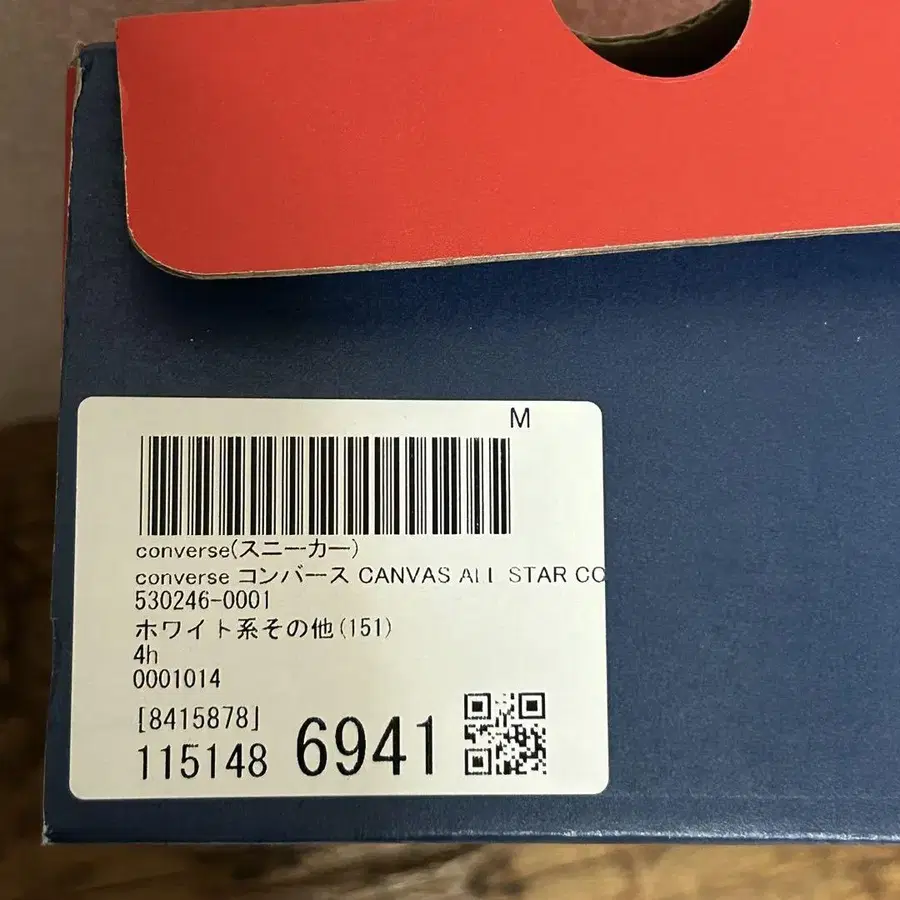 M
converse(スニーカー)
converse コンバース CANVAS ALL STAR CO
530246-0001
ホワイト系その他(151)
4h
0001014
[8415878]
115148 6941